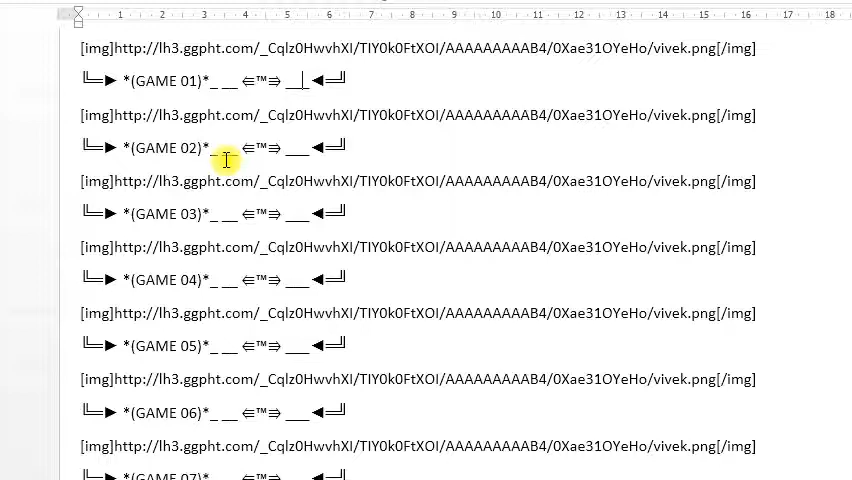 1 2 3 4 5 6 7 8 9 10 11 12 13 14 15 16 17 18
[img]http://lh3.ggpht.com/_Cqlz0HwvhXI/TIY0k0FtXOI/AAAAAAAAAB4/0Xae31OYeHo/vivek.png[/img]
╚═► *(GAME 01)*_ __ ⋲™⋺ ___◄═╝
[img]http://lh3.ggpht.com/_Cqlz0HwvhXI/TIY0k0FtXOI/AAAAAAAAAB4/0Xae31OYeHo/vivek.png[/img]
╚═► *(GAME 02)*_ __ ⋲™⋺ ___◄═╝
[img]http://lh3.ggpht.com/_Cqlz0HwvhXI/TIY0k0FtXOI/AAAAAAAAAB4/0Xae31OYeHo/vivek.png[/img]
╚═► *(GAME 03)*_ __ ⋲™⋺ ___◄═╝
[img]http://lh3.ggpht.com/_Cqlz0HwvhXI/TIY0k0FtXOI/AAAAAAAAAB4/0Xae31OYeHo/vivek.png[/img]
╚═► *(GAME 04)*_ __ ⋲™⋺ ___◄═╝
[img]http://lh3.ggpht.com/_Cqlz0HwvhXI/TIY0k0FtXOI/AAAAAAAAAB4/0Xae31OYeHo/vivek.png[/img]
╚═► *(GAME 05)*_ __ ⋲™⋺ ___◄═╝
[img]http://lh3.ggpht.com/_Cqlz0HwvhXI/TIY0k0FtXOI/AAAAAAAAAB4/0Xae31OYeHo/vivek.png[/img]
╚═► *(GAME 06)*_ __ ⋲™⋺ ___◄═╝
[img]http://lh3.ggpht.com/_Cqlz0HwvhXI/TIY0k0FtXOI/AAAAAAAAAB4/0Xae31OYeHo/vivek.png[/img]
╚═► *(GAME 07)*_ __ ⋲™⋺ ___◄═╝